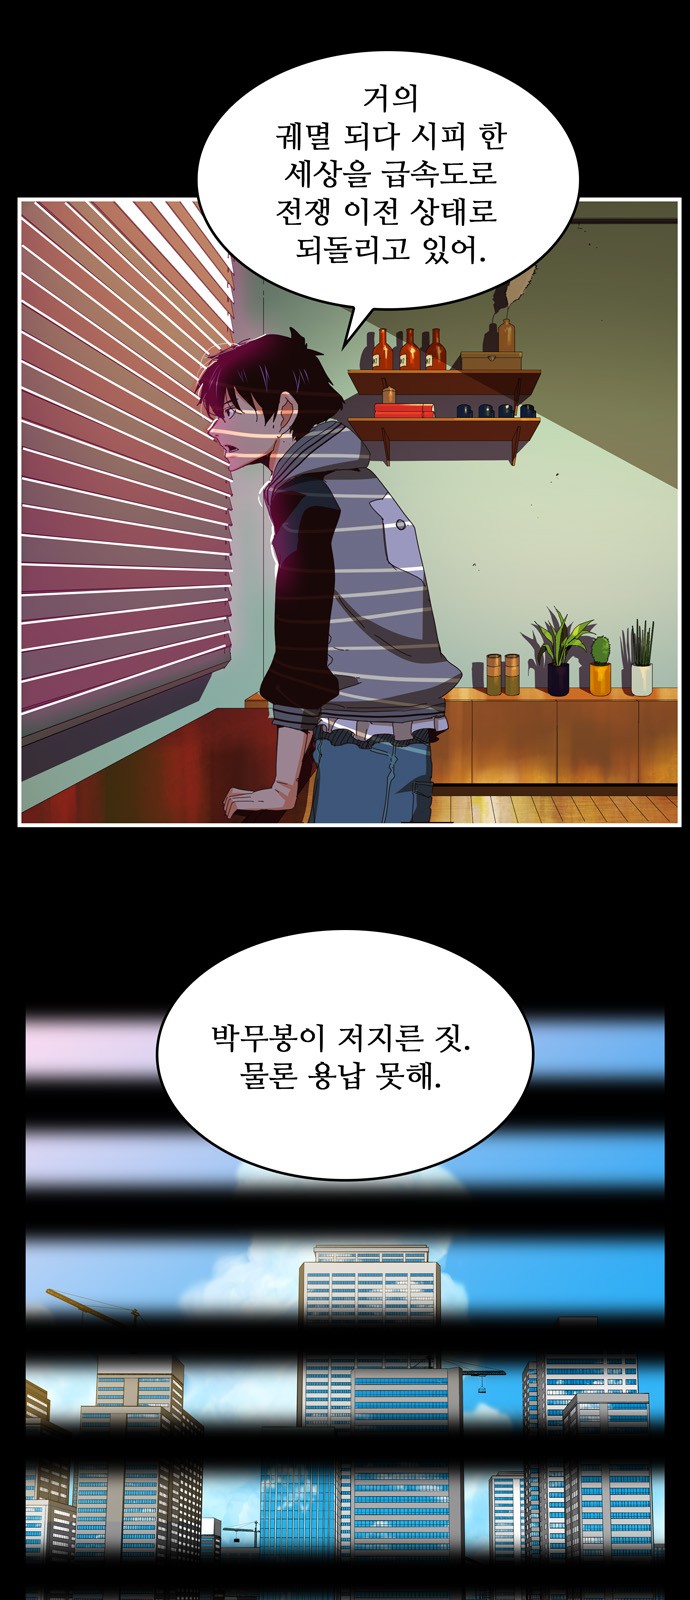 거의
궤멸 되다 시피 한
세상을 급속도로
전쟁 이전 상태로
되돌리고 있어.
박무봉이 저지른 짓.
물론 용납 못해.